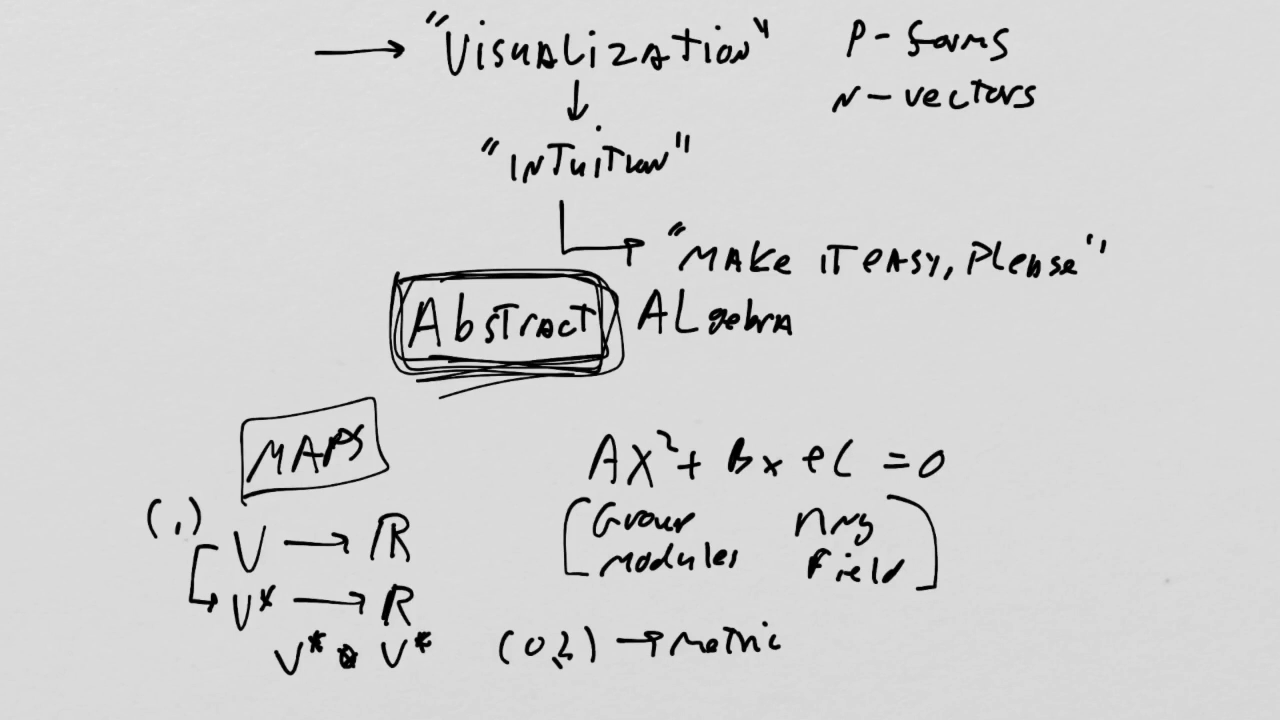 → "Visualization"
P- forms
N- vectors
↓
"Intuition"
→ "Make it easy, please"
Abstract Algebra
MAPS
AX² + Bx + C = 0
Group Ring
modules Field
( , )
V → R
V* → R
V* ⊗ V*
(0,2) → metric